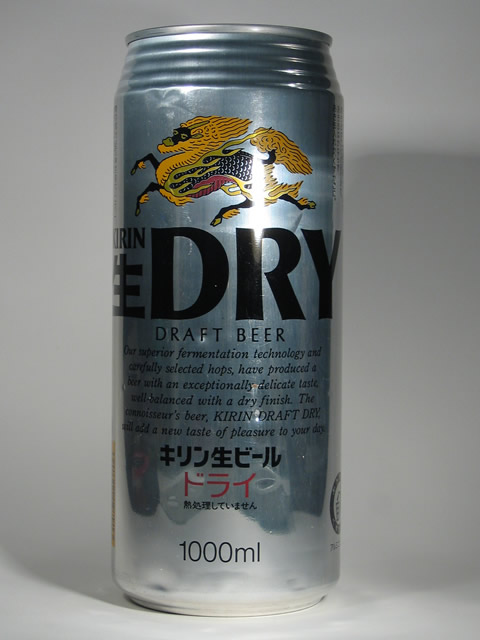 KIRIN
生DRY
DRAFT BEER
Our superior fermentation technology and
carefully selected hops, have produced a
beer with an exceptionally delicate taste,
well-balanced with a dry finish. The
connoisseur's beer, KIRIN DRAFT DRY,
will add a new taste of pleasure to your day.
キリン生ビール
ドライ
熱処理していません
1000ml